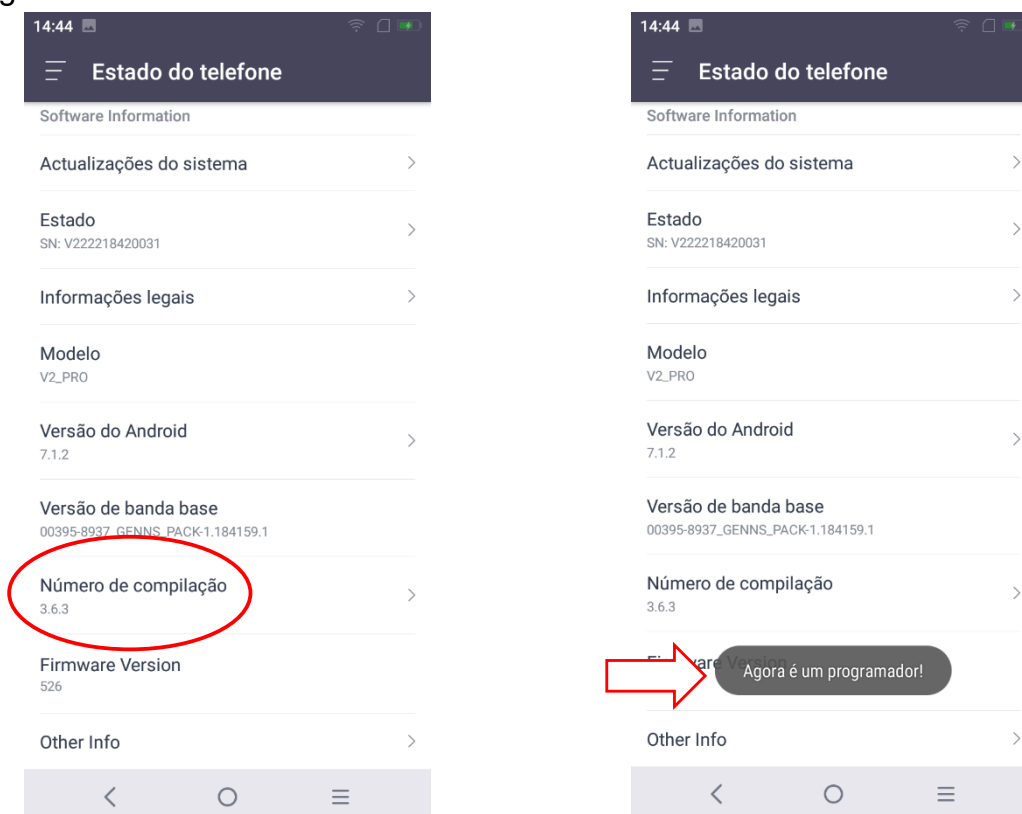 14:44
Estado do telefone
Software Information
Actualizações do sistema
Estado
SN: V222218420031
Informações legais
Modelo
V2_PRO
Versão do Android
7.1.2
Versão de banda base
00395-8937_GENNS_PACK-1.184159.1
Número de compilação
3.6.3
Firmware Version
526
Other Info
14:44
Estado do telefone
Software Information
Actualizações do sistema
Estado
SN: V222218420031
Informações legais
Modelo
V2_PRO
Versão do Android
7.1.2
Versão de banda base
00395-8937_GENNS_PACK-1.184159.1
Número de compilação
3.6.3
Firmware Version
Agora é um programador!
Other Info